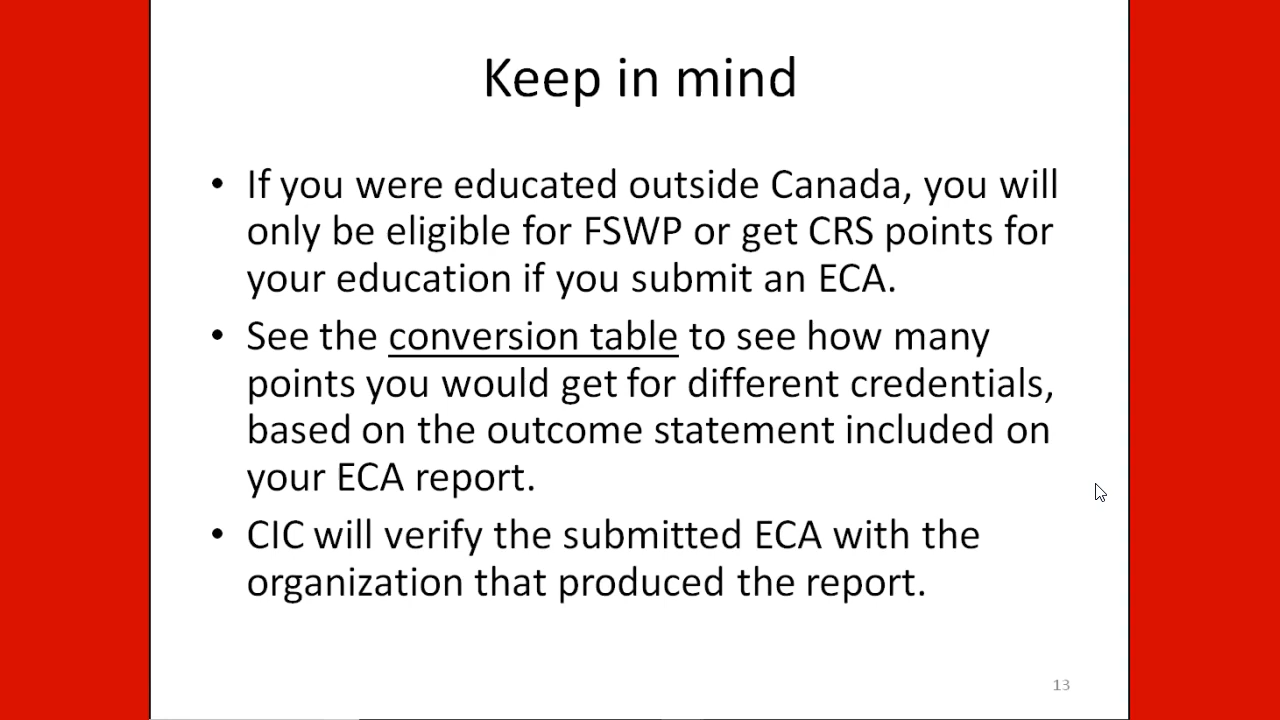 Keep in mind
• If you were educated outside Canada, you will
only be eligible for FSWP or get CRS points for
your education if you submit an ECA.
• See the conversion table to see how many
points you would get for different credentials,
based on the outcome statement included on
your ECA report.
• CIC will verify the submitted ECA with the
organization that produced the report.
13